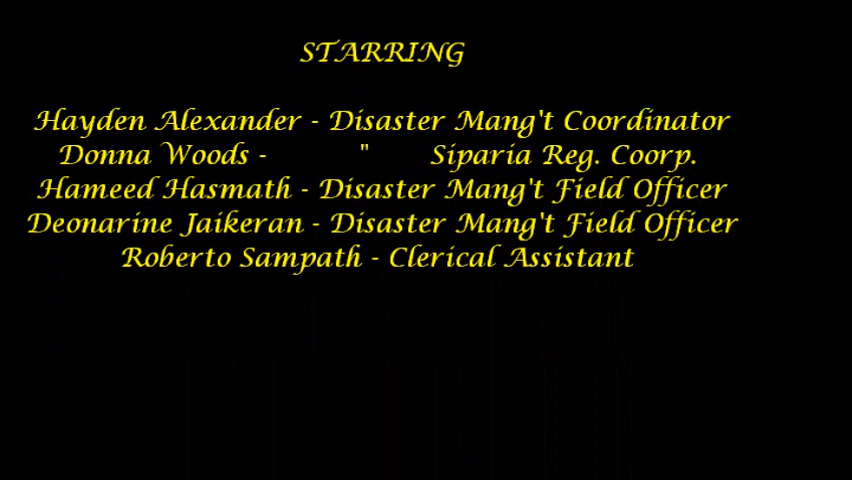 STARRING
Hayden Alexander - Disaster Mang't Coordinator
Donna Woods - " Siparia Reg. Coorp.
Hameed Hasmath - Disaster Mang't Field Officer
Deonarine Jaikeran - Disaster Mang't Field Officer
Roberto Sampath - Clerical Assistant